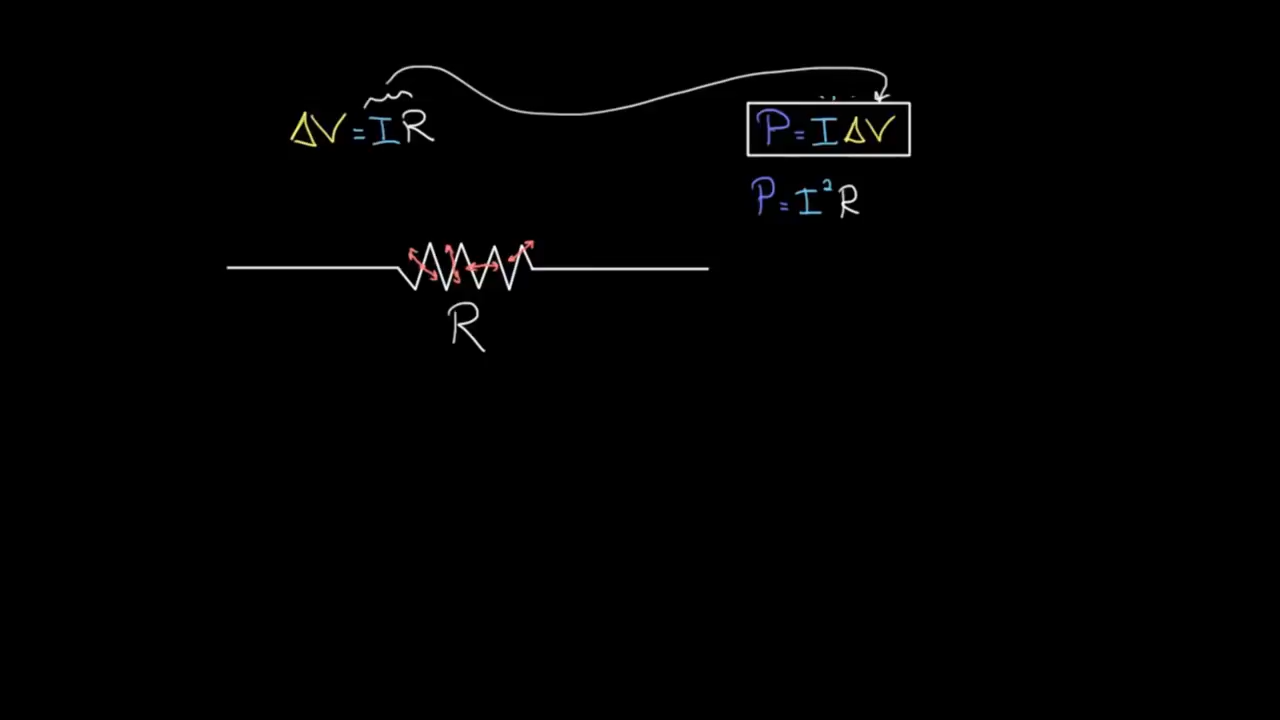 ΔV = IR
P = IΔV
P = I²R
R